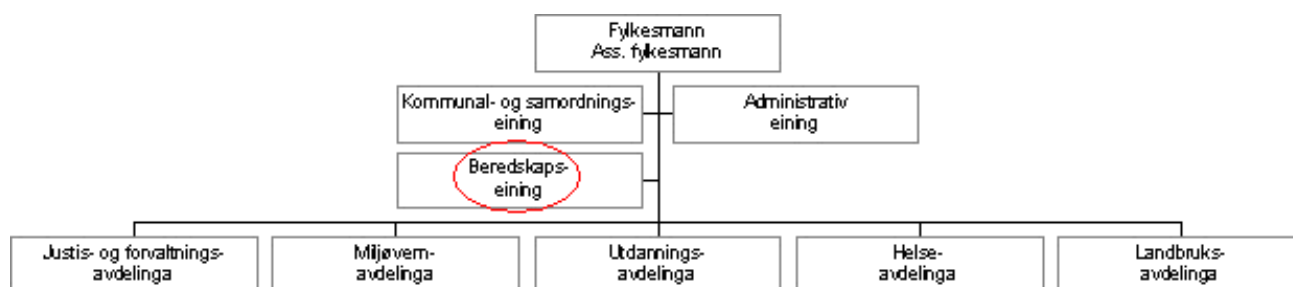 Fylkesmann
Ass. fylkesmann
Kommunal- og samordnings-
eining
Administrativ
eining
Beredskaps-
eining
Justis- og forvaltnings-
avdelinga
Miljøvern-
avdelinga
Utdannings-
avdelinga
Helse-
avdelinga
Landbruks-
avdelinga